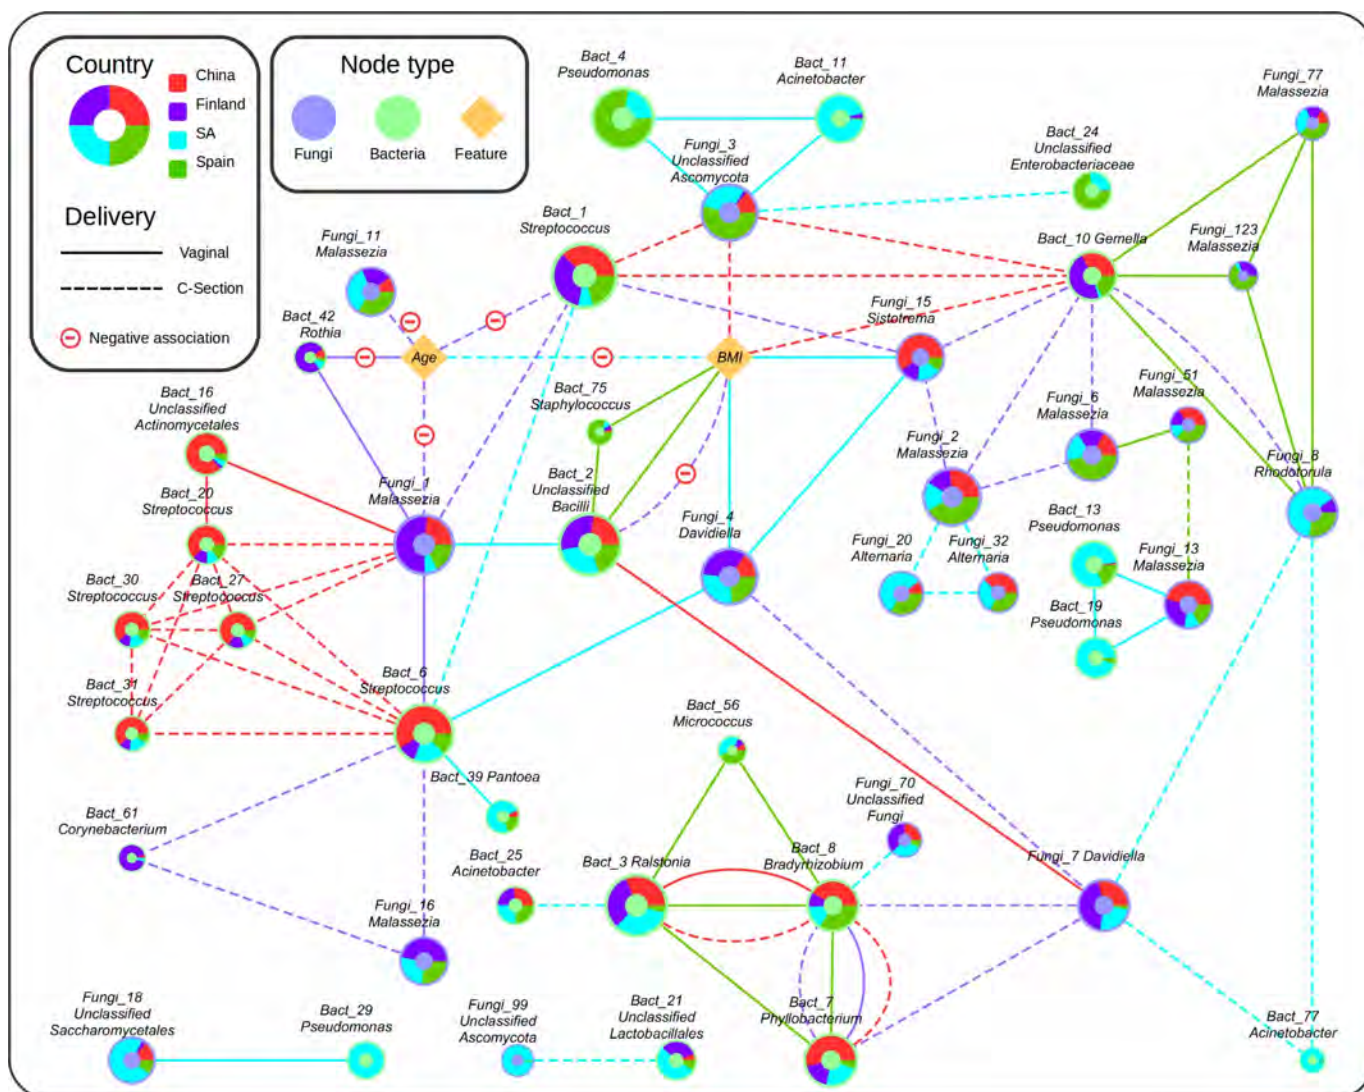 Country
China
Finland
SA
Spain
Delivery
Vaginal
C-Section
Negative association
Node type
Fungi
Bacteria
Feature
Bact_4
Pseudomonas
Bact_11
Acinetobacter
Fungi_77
Malassezia
Fungi_3
Unclassified
Ascomycota
Bact_24
Unclassified
Enterobacteriaceae
Bact_1
Streptococcus
Fungi_11
Malassezia
Bact_10 Gemella
Fungi_123
Malassezia
Bact_42
Rothia
Age
BMI
Fungi_15
Sistotrema
Bact_16
Unclassified
Actinomycetales
Bact_75
Staphylococcus
Fungi_6
Malassezia
Fungi_51
Malassezia
Bact_20
Streptococcus
Fungi_1
Malassezia
Bact_2
Unclassified
Bacilli
Fungi_2
Malassezia
Fungi_8
Rhodotorula
Fungi_4
Davidiella
Bact_13
Pseudomonas
Fungi_20
Alternaria
Fungi_32
Alternaria
Fungi_13
Malassezia
Bact_30
Streptococcus
Bact_27
Streptococcus
Bact_19
Pseudomonas
Bact_31
Streptococcus
Bact_6
Streptococcus
Bact_56
Micrococcus
Bact_39 Pantoea
Bact_61
Corynebacterium
Fungi_70
Unclassified
Fungi
Bact_25
Acinetobacter
Bact_3 Ralstonia
Bact_8
Bradyrhizobium
Fungi_7 Davidiella
Fungi_16
Malassezia
Fungi_18
Unclassified
Saccharomycetales
Bact_29
Pseudomonas
Fungi_99
Unclassified
Ascomycota
Bact_21
Unclassified
Lactobacillales
Bact_7
Phyllobacterium
Bact_77
Acinetobacter